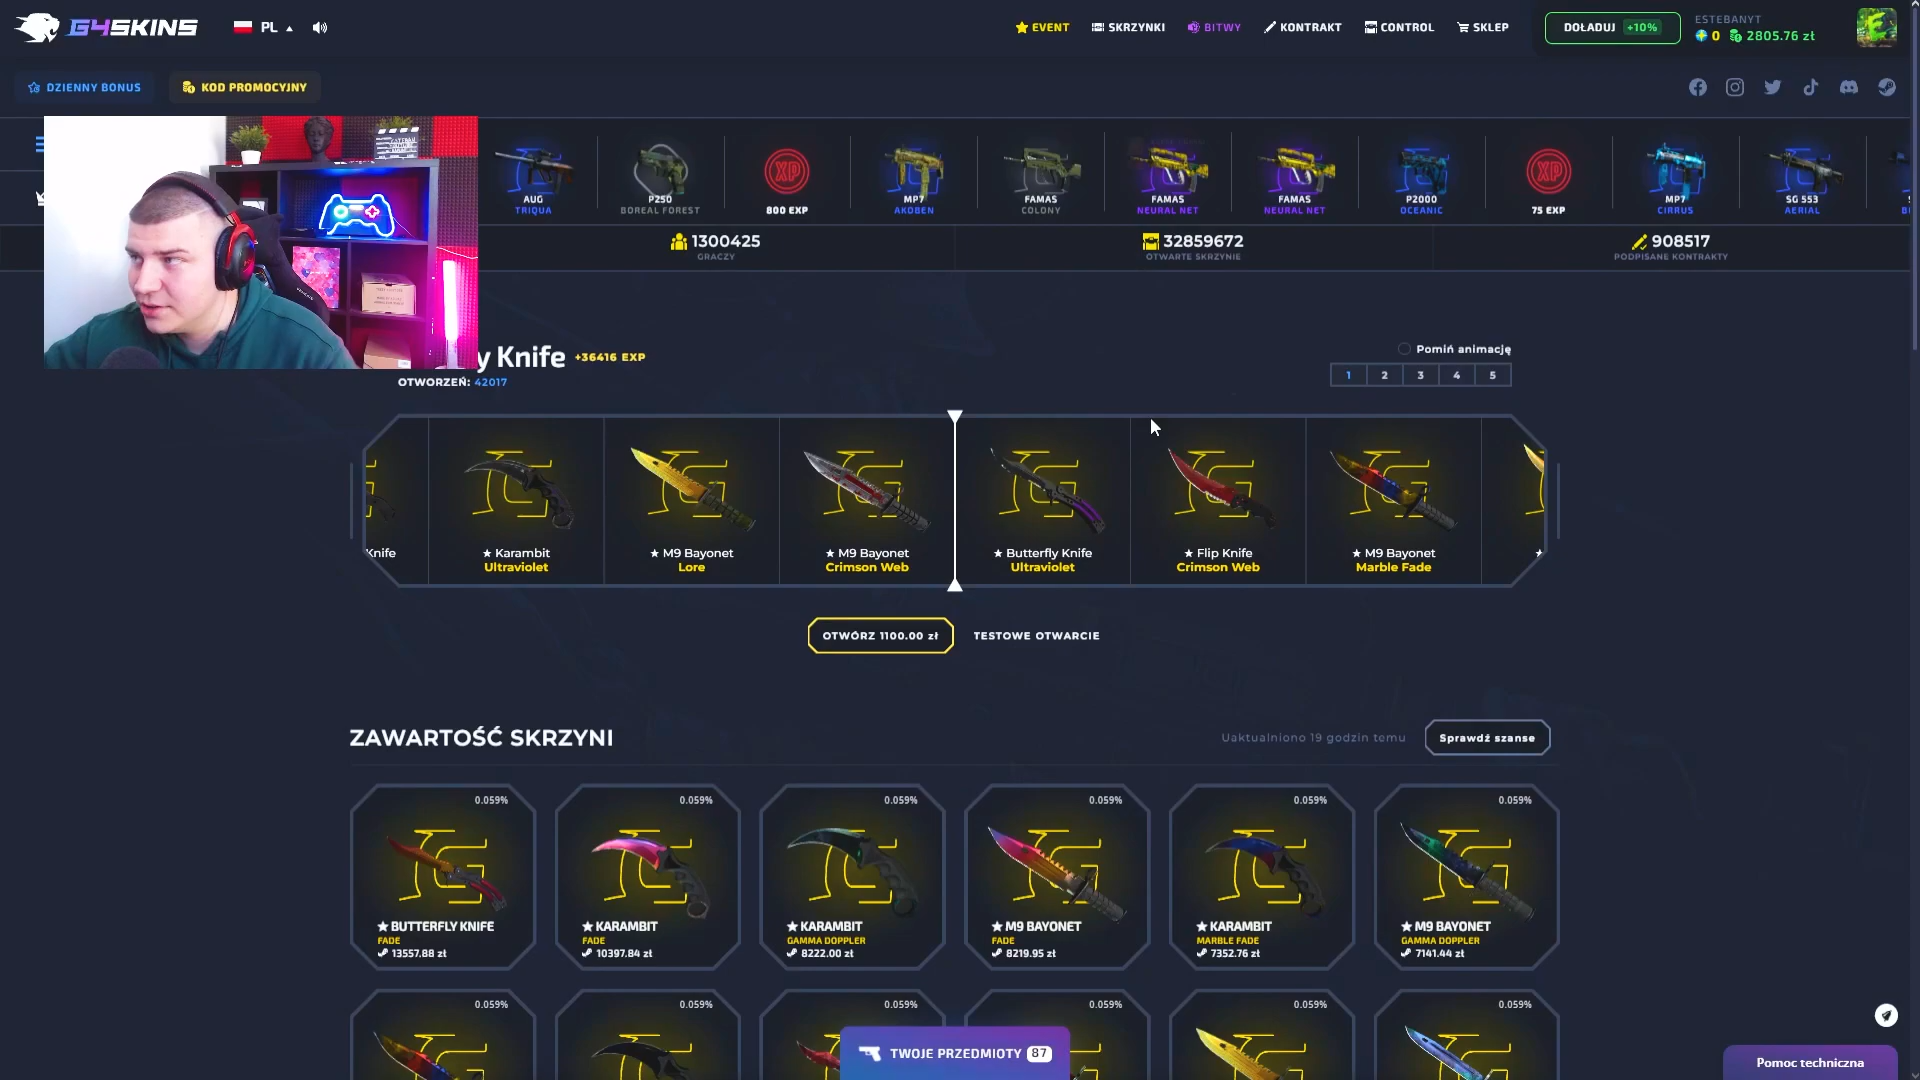 G4SKINS
PL
EVENT
SKRZYNKI
BITWY
KONTRAKT
CONTROL
SKLEP
DOŁADUJ +10%
ESTEBANYT
0 2805.76 zł
DZIENNY BONUS
KOD PROMOCYJNY
AUG
TRIQUA
P250
BOREAL FOREST
XP
800 EXP
MP7
AKOBEN
FAMAS
COLONY
FAMAS
NEURAL NET
FAMAS
NEURAL NET
P2000
OCEANIC
XP
75 EXP
MP7
CIRRUS
SG 553
AERIAL
1300425
GRACZY
32859672
OTWARTE SKRZYNIE
908517
PODPISANE KONTRAKTY
y Knife +36416 EXP
OTWORZEŃ: 42017
Pomiń animację
1 2 3 4 5
Knife
★ Karambit
Ultraviolet
★ M9 Bayonet
Lore
★ M9 Bayonet
Crimson Web
★ Butterfly Knife
Ultraviolet
★ Flip Knife
Crimson Web
★ M9 Bayonet
Marble Fade
★
OTWÓRZ 1100.00 zł
TESTOWE OTWARCIE
ZAWARTOŚĆ SKRZYNI
Uaktualniono 19 godzin temu
Sprawdź szanse
0.059%
★ BUTTERFLY KNIFE
FADE
13557.88 zł
0.059%
★ KARAMBIT
FADE
10397.84 zł
0.059%
★ KARAMBIT
GAMMA DOPPLER
8222.00 zł
0.059%
★ M9 BAYONET
FADE
8219.95 zł
0.059%
★ KARAMBIT
MARBLE FADE
7352.76 zł
0.059%
★ M9 BAYONET
GAMMA DOPPLER
7141.44 zł
0.059%
0.059%
0.059%
0.059%
0.059%
0.059%
TWOJE PRZEDMIOTY 87
Pomoc techniczna